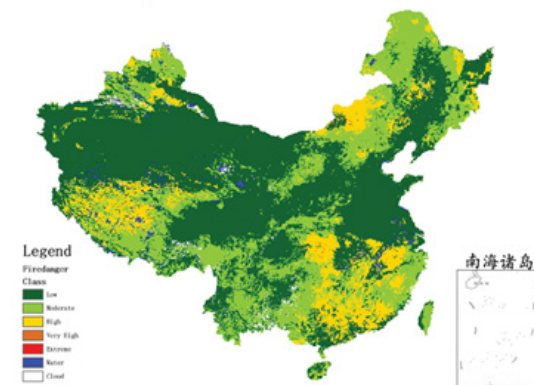 Legend
Firedanger
Class
Low
Moderate
High
Very High
Extreme
Water
Cloud
南海诸岛